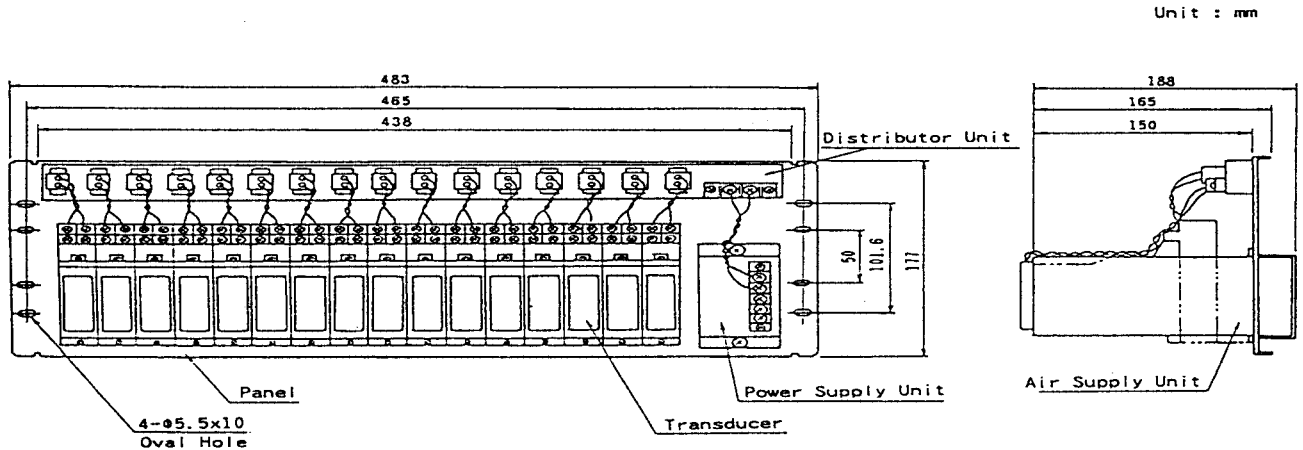 Unit : mm
483
465
438
188
165
150
Distributor Unit
50
101.6
177
Panel
Power Supply Unit
Air Supply Unit
4-Φ5.5x10
Oval Hole
Transducer